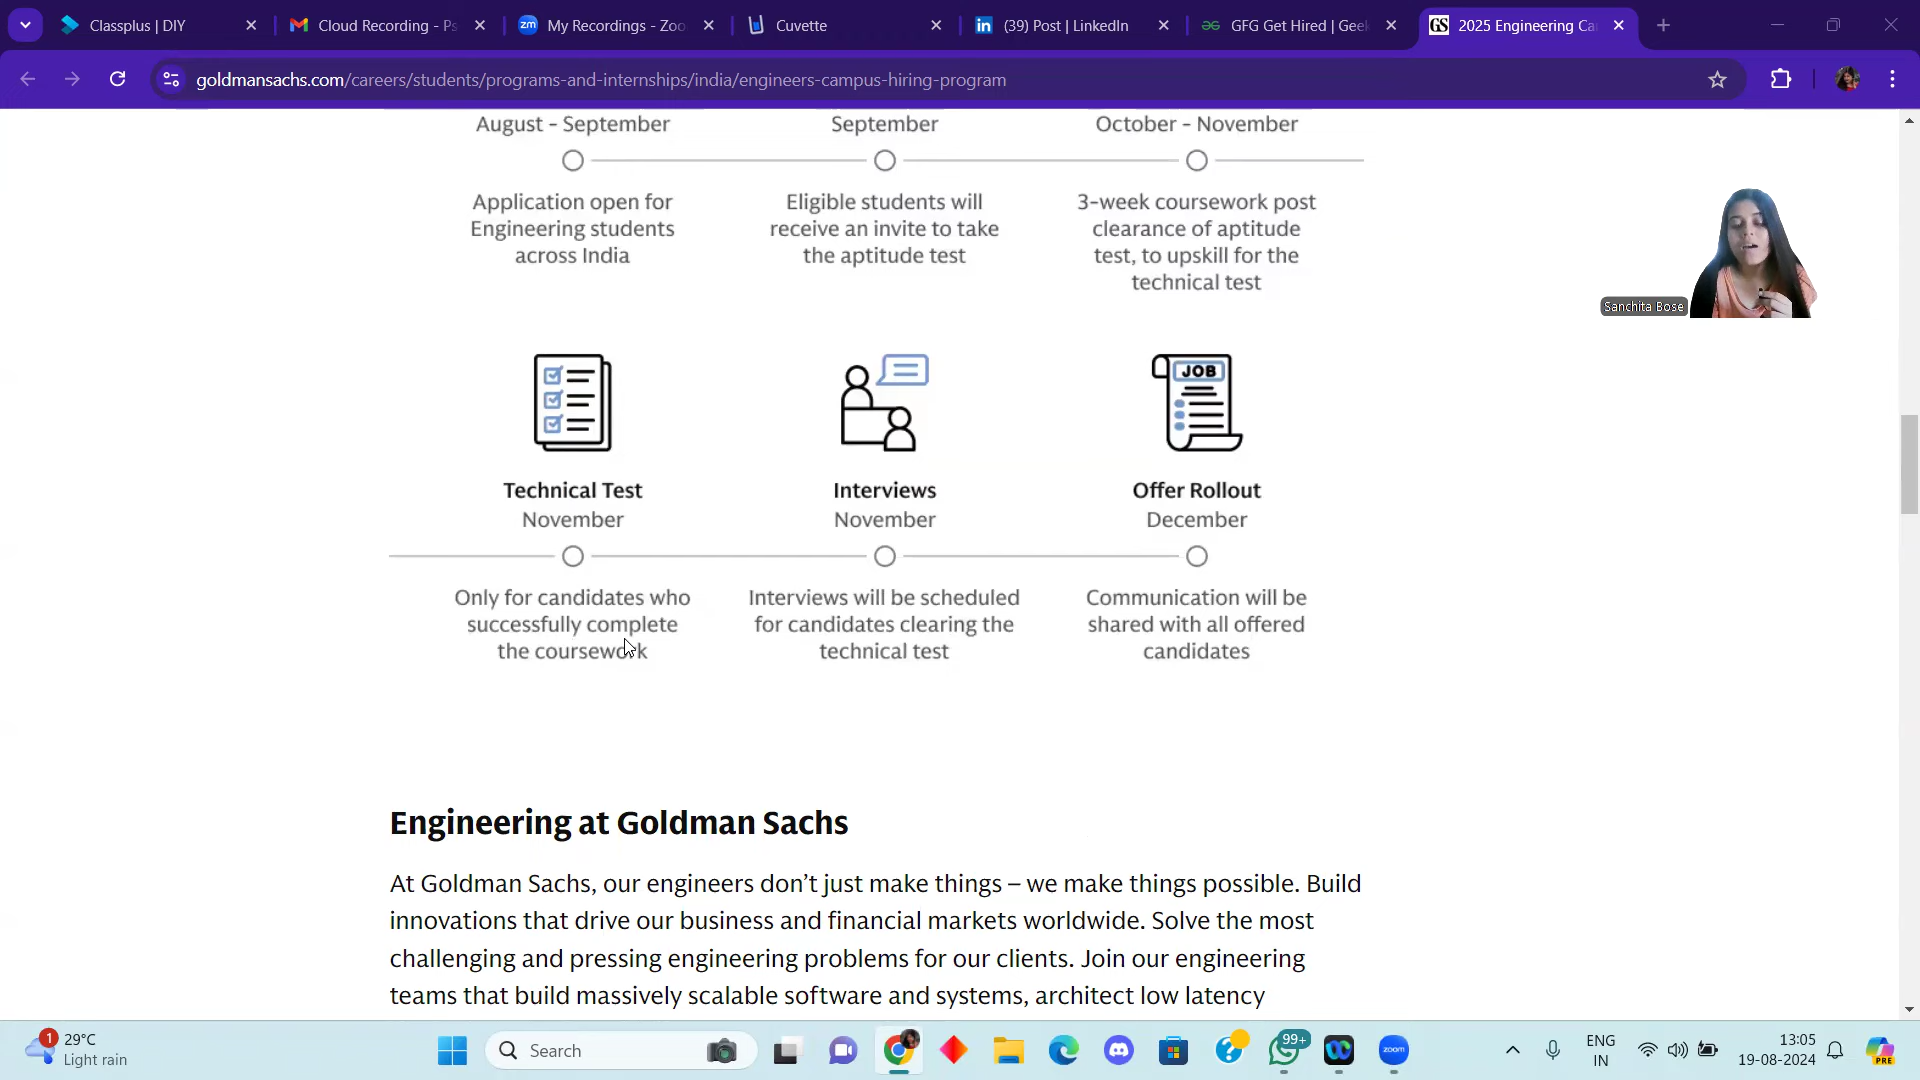 Classplus | DIY
Cloud Recording - Ps
zm
My Recordings - Zoo
Cuvette
in
(39) Post | LinkedIn
GFG Get Hired | Geek
GS
2025 Engineering Ca
goldmansachs.com/careers/students/programs-and-internships/india/engineers-campus-hiring-program
August - September
September
October - November
Application open for
Engineering students
across India
Eligible students will
receive an invite to take
the aptitude test
3-week coursework post
clearance of aptitude
test, to upskill for the
technical test
Sanchita Bose
JOB
Technical Test
November
Interviews
November
Offer Rollout
December
Only for candidates who
successfully complete
the coursework
Interviews will be scheduled
for candidates clearing the
technical test
Communication will be
shared with all offered
candidates
Engineering at Goldman Sachs
At Goldman Sachs, our engineers don’t just make things – we make things possible. Build
innovations that drive our business and financial markets worldwide. Solve the most
challenging and pressing engineering problems for our clients. Join our engineering
teams that build massively scalable software and systems, architect low latency
1
29°C
Light rain
Search
99+
zoom
ENG
IN
13:05
19-08-2024
PRE